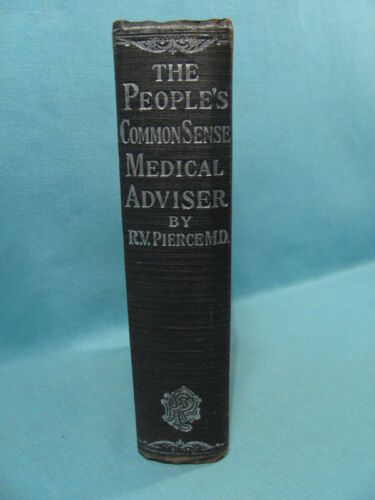 THE
PEOPLE'S
COMMON SENSE
MEDICAL
ADVISER
BY
R.V. PIERCE M.D.